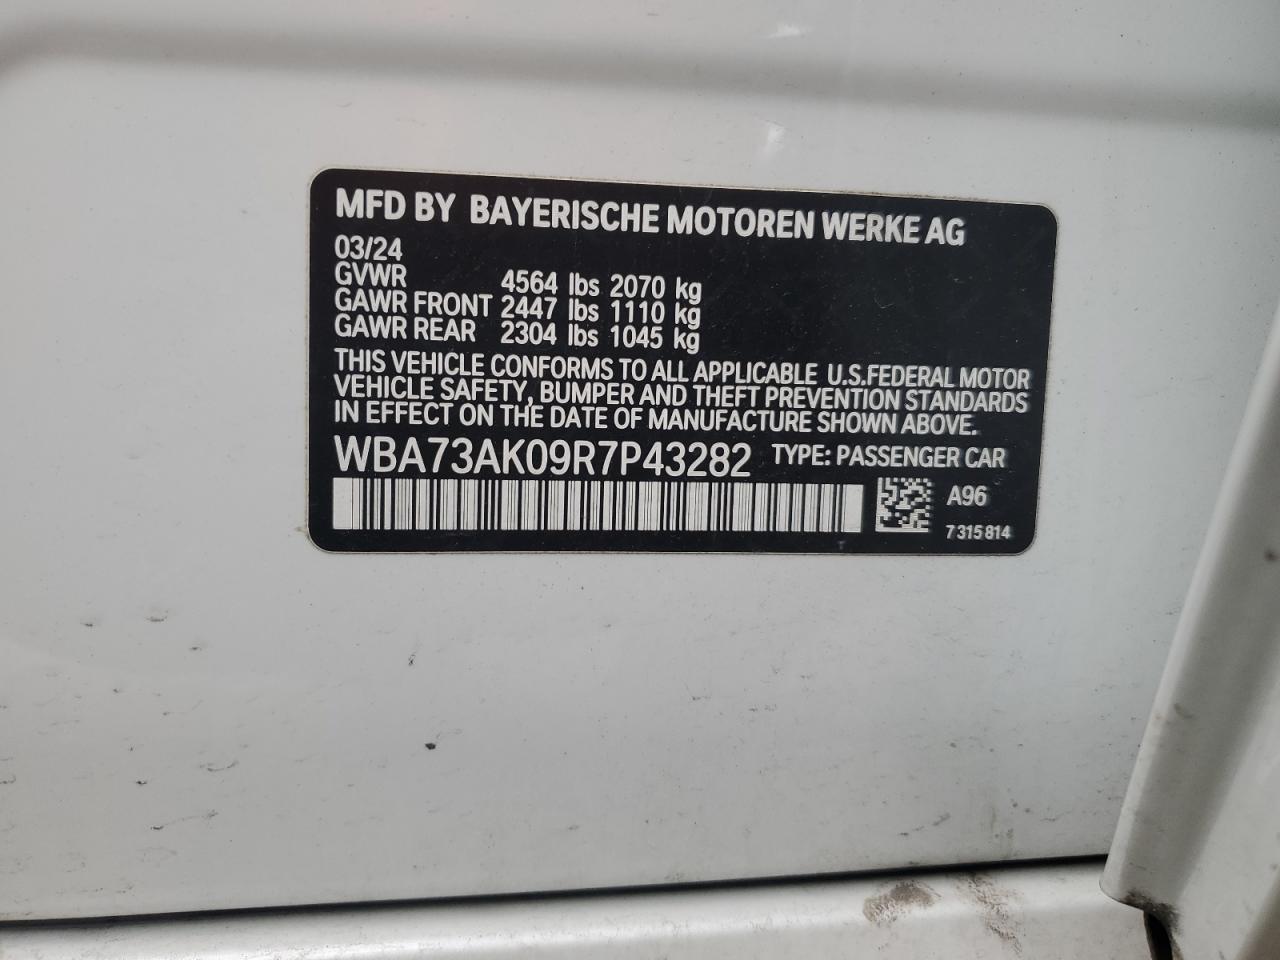 MFD BY BAYERISCHE MOTOREN WERKE AG
03/24
GVWR 4564 lbs 2070 kg
GAWR FRONT 2447 lbs 1110 kg
GAWR REAR 2304 lbs 1045 kg
THIS VEHICLE CONFORMS TO ALL APPLICABLE U.S.FEDERAL MOTOR
VEHICLE SAFETY, BUMPER AND THEFT PREVENTION STANDARDS
IN EFFECT ON THE DATE OF MANUFACTURE SHOWN ABOVE.
WBA73AK09R7P43282 TYPE: PASSENGER CAR
A96
7 315 814